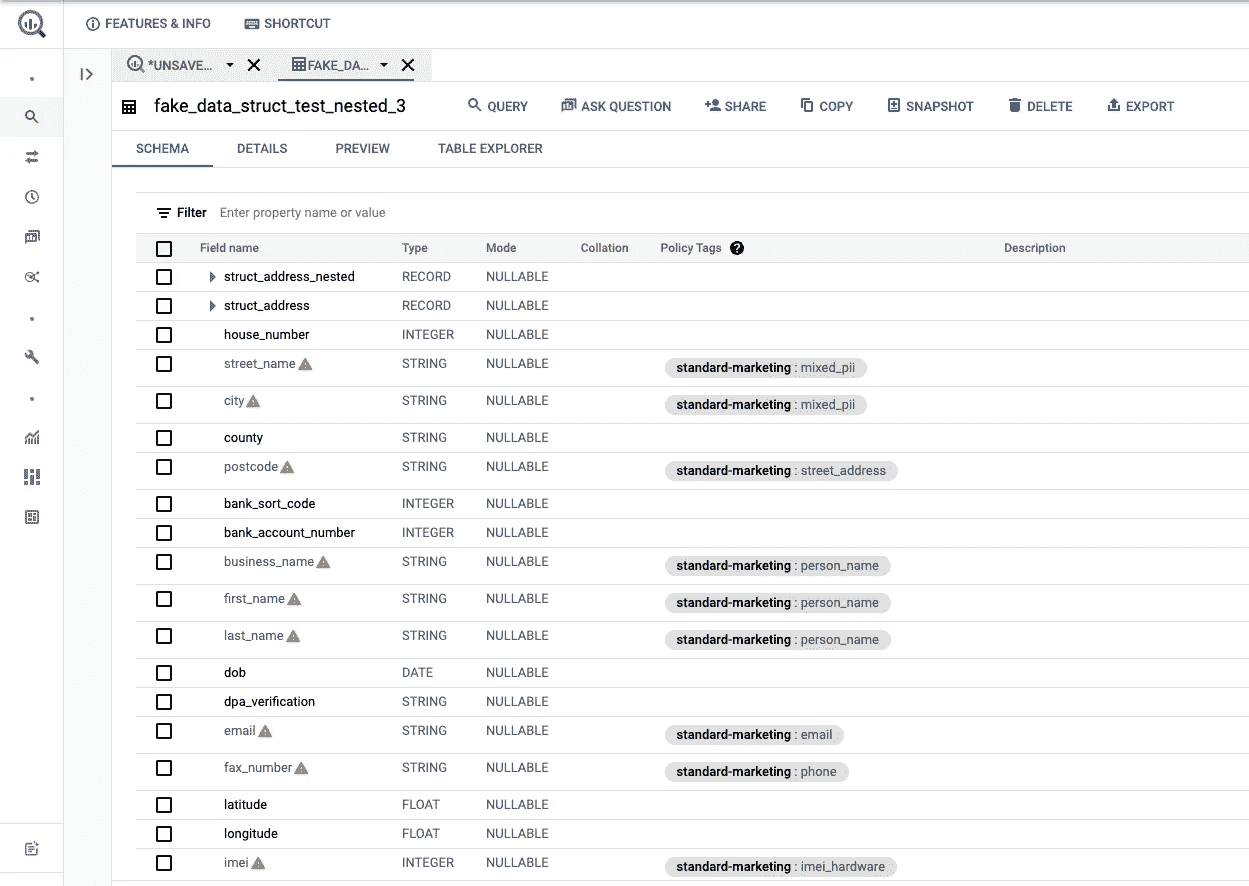 FEATURES & INFO SHORTCUT
*UNSAVE... FAKE_DA...
fake_data_struct_test_nested_3 QUERY ASK QUESTION SHARE COPY SNAPSHOT DELETE EXPORT
SCHEMA DETAILS PREVIEW TABLE EXPLORER
Filter Enter property name or value
Field name Type Mode Collation Policy Tags ? Description
struct_address_nested RECORD NULLABLE
struct_address RECORD NULLABLE
house_number INTEGER NULLABLE
street_name STRING NULLABLE standard-marketing : mixed_pii
city STRING NULLABLE standard-marketing : mixed_pii
county STRING NULLABLE
postcode STRING NULLABLE standard-marketing : street_address
bank_sort_code INTEGER NULLABLE
bank_account_number INTEGER NULLABLE
business_name STRING NULLABLE standard-marketing : person_name
first_name STRING NULLABLE standard-marketing : person_name
last_name STRING NULLABLE standard-marketing : person_name
dob DATE NULLABLE
dpa_verification STRING NULLABLE
email STRING NULLABLE standard-marketing : email
fax_number STRING NULLABLE standard-marketing : phone
latitude FLOAT NULLABLE
longitude FLOAT NULLABLE
imei INTEGER NULLABLE standard-marketing : imei_hardware